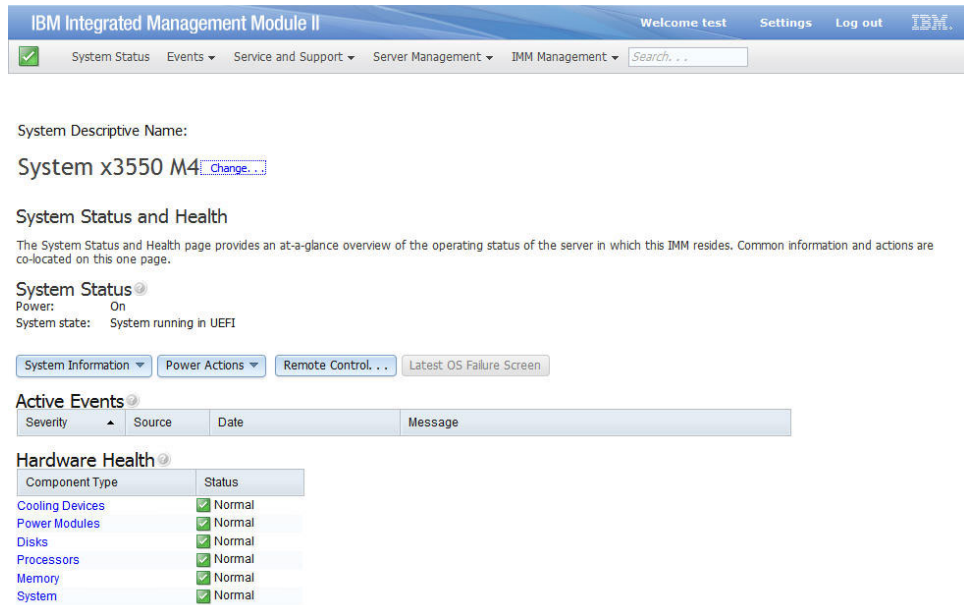 IBM Integrated Management Module II Welcome test Settings Log out IBM.
System Status Events Service and Support Server Management IMM Management Search. . .
System Descriptive Name:
System x3550 M4 Change. . .
System Status and Health
The System Status and Health page provides an at-a-glance overview of the operating status of the server in which this IMM resides. Common information and actions are
co-located on this one page.
System Status
Power: On
System state: System running in UEFI
System Information Power Actions Remote Control. . . Latest OS Failure Screen
Active Events
Severity Source Date Message
Hardware Health
Component Type Status
Cooling Devices Normal
Power Modules Normal
Disks Normal
Processors Normal
Memory Normal
System Normal